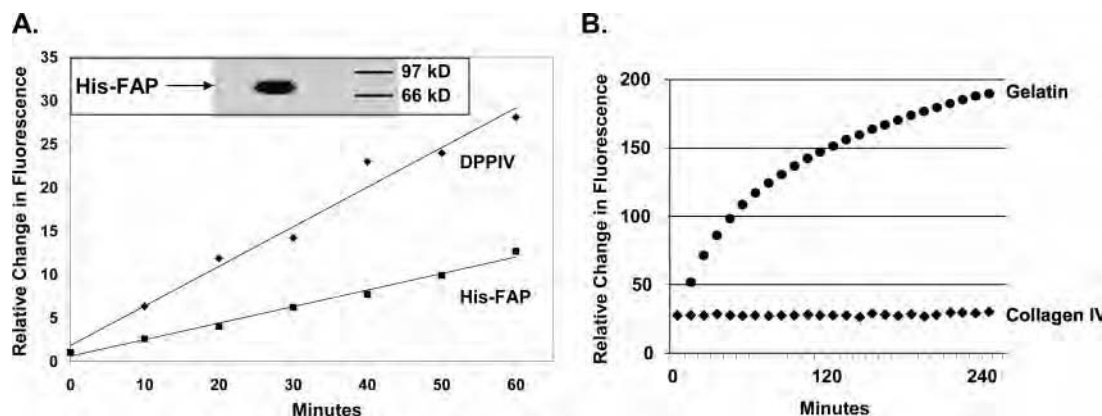 A.
Relative Change in Fluorescence
35
30
25
20
15
10
5
0
His-FAP
97 kD
66 kD
DPPIV
His-FAP
0 10 20 30 40 50 60
Minutes
B.
Relative Change in Fluorescence
200
150
100
50
0
Gelatin
Collagen IV
0 120 240
Minutes